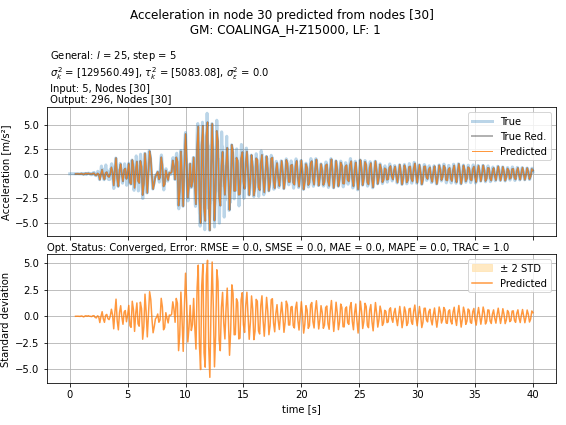 Acceleration in node 30 predicted from nodes [30]
GM: COALINGA_H-Z15000, LF: 1
General: l = 25, step = 5
σ²ₖ = [129560.49], τ²ₖ = [5083.08], σ²ε = 0.0
Input: 5, Nodes [30]
Output: 296, Nodes [30]
Acceleration [m/s²]
5.0
2.5
0.0
−2.5
−5.0
True
True Red.
Predicted
Opt. Status: Converged, Error: RMSE = 0.0, SMSE = 0.0, MAE = 0.0, MAPE = 0.0, TRAC = 1.0
Standard deviation
5.0
2.5
0.0
−2.5
−5.0
± 2 STD
Predicted
0 5 10 15 20 25 30 35 40
time [s]